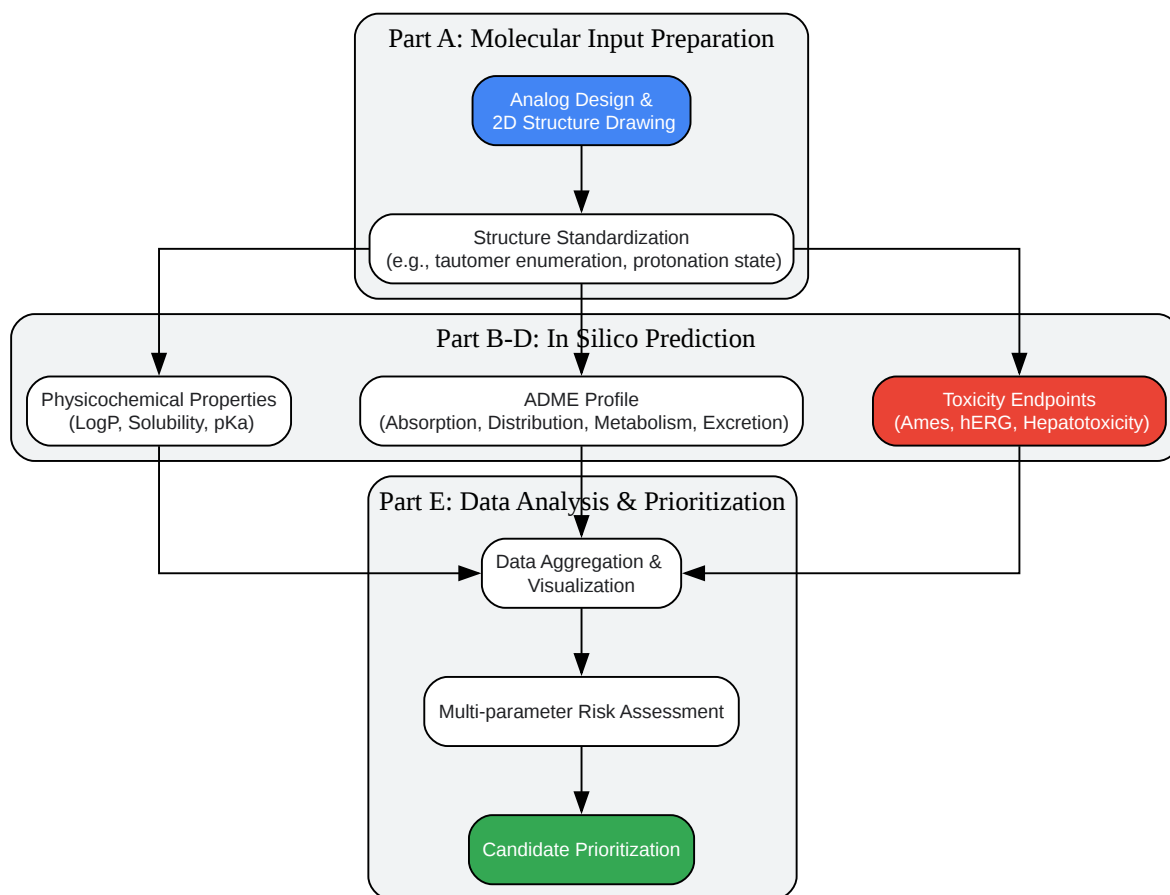 Part A: Molecular Input Preparation
Analog Design &
2D Structure Drawing
Structure Standardization
(e.g., tautomer enumeration, protonation state)
Part B-D: In Silico Prediction
Physicochemical Properties
(LogP, Solubility, pKa)
ADME Profile
(Absorption, Distribution, Metabolism, Excretion)
Toxicity Endpoints
(Ames, hERG, Hepatotoxicity)
Part E: Data Analysis & Prioritization
Data Aggregation &
Visualization
Multi-parameter Risk Assessment
Candidate Prioritization